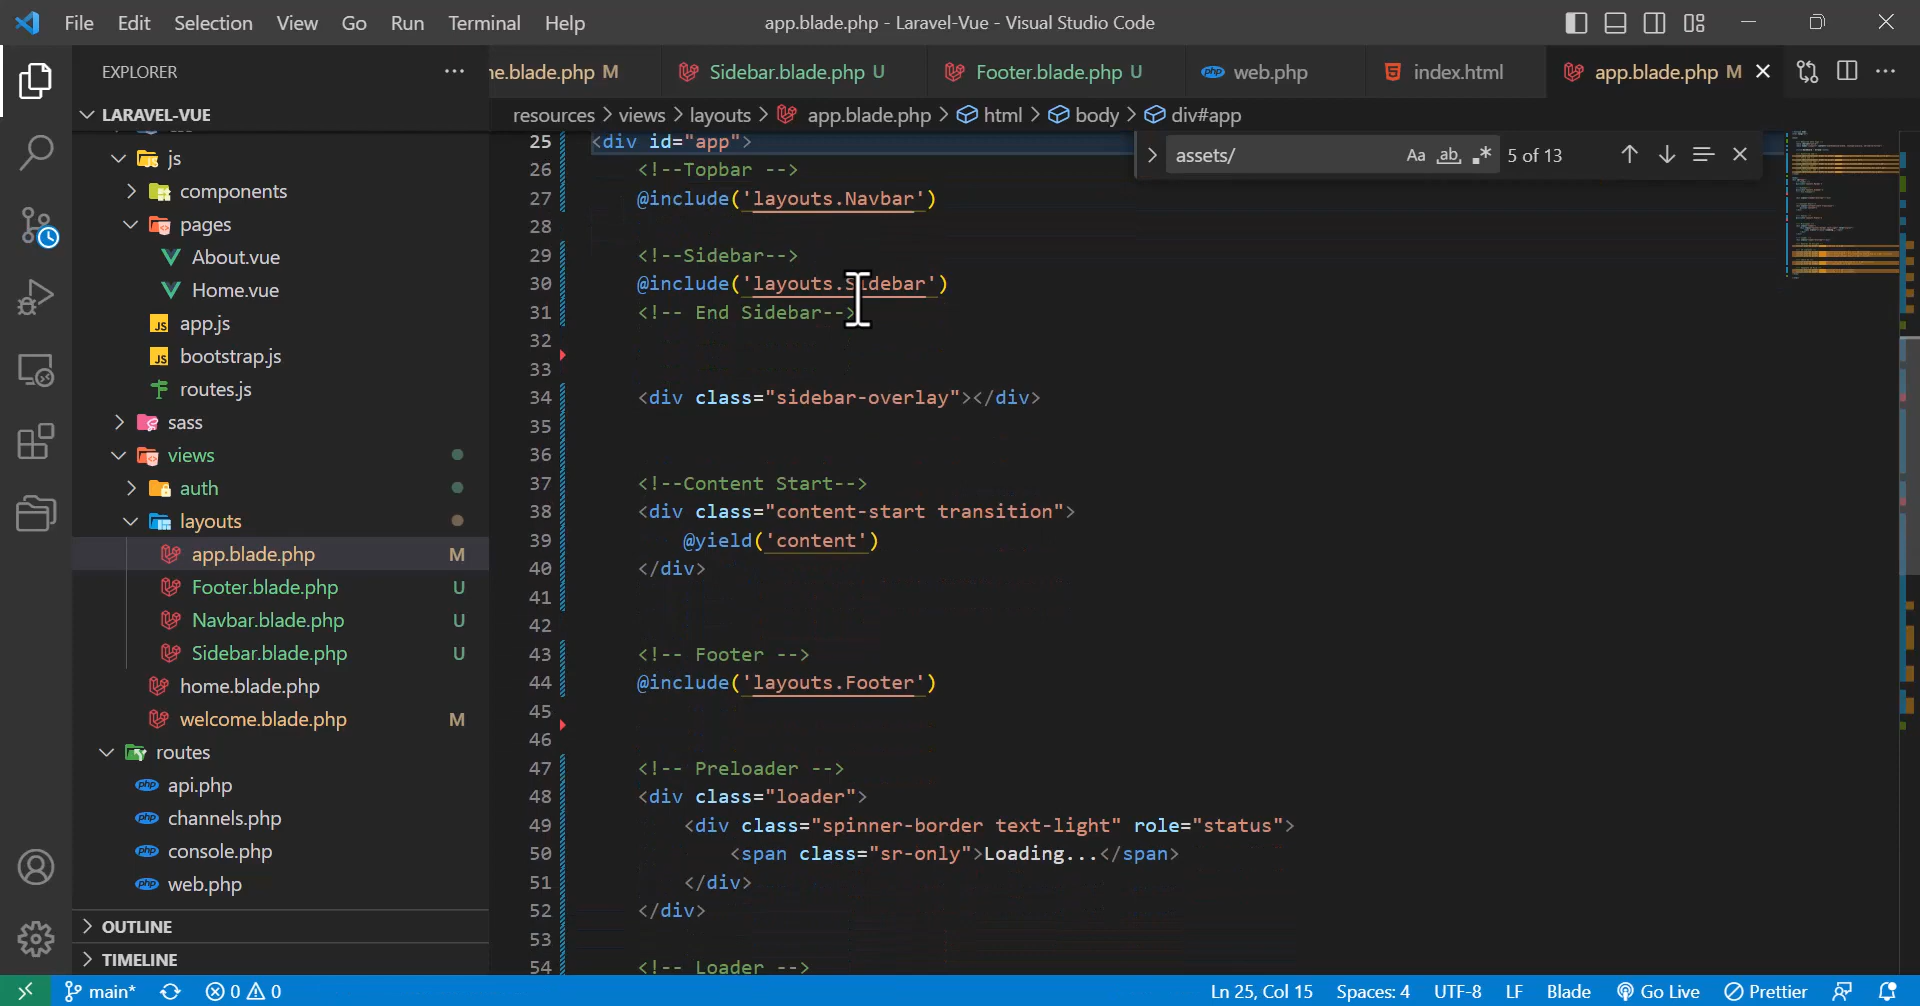 File Edit Selection View Go Run Terminal Help app.blade.php - Laravel-Vue - Visual Studio Code
EXPLORER
LARAVEL-VUE
js
components
pages
About.vue
Home.vue
app.js
bootstrap.js
routes.js
sass
views
auth
layouts
app.blade.php M
Footer.blade.php U
Navbar.blade.php U
Sidebar.blade.php U
home.blade.php
welcome.blade.php M
routes
api.php
channels.php
console.php
web.php
OUTLINE
TIMELINE
ne.blade.php M Sidebar.blade.php U Footer.blade.php U web.php index.html app.blade.php M
resources > views > layouts > app.blade.php > html > body > div#app
assets/ Aa ab 5 of 13
25 <div id="app">
26 <!--Topbar -->
27 @include('layouts.Navbar')
28
29 <!--Sidebar-->
30 @include('layouts.Sidebar')
31 <!-- End Sidebar-->
32
33
34 <div class="sidebar-overlay"></div>
35
36
37 <!--Content Start-->
38 <div class="content-start transition">
39 @yield('content')
40 </div>
41
42
43 <!-- Footer -->
44 @include('layouts.Footer')
45
46
47 <!-- Preloader -->
48 <div class="loader">
49 <div class="spinner-border text-light" role="status">
50 <span class="sr-only">Loading...</span>
51 </div>
52 </div>
53
54 <!-- Loader -->
main* 0 0 Ln 25, Col 15 Spaces: 4 UTF-8 LF Blade Go Live Prettier